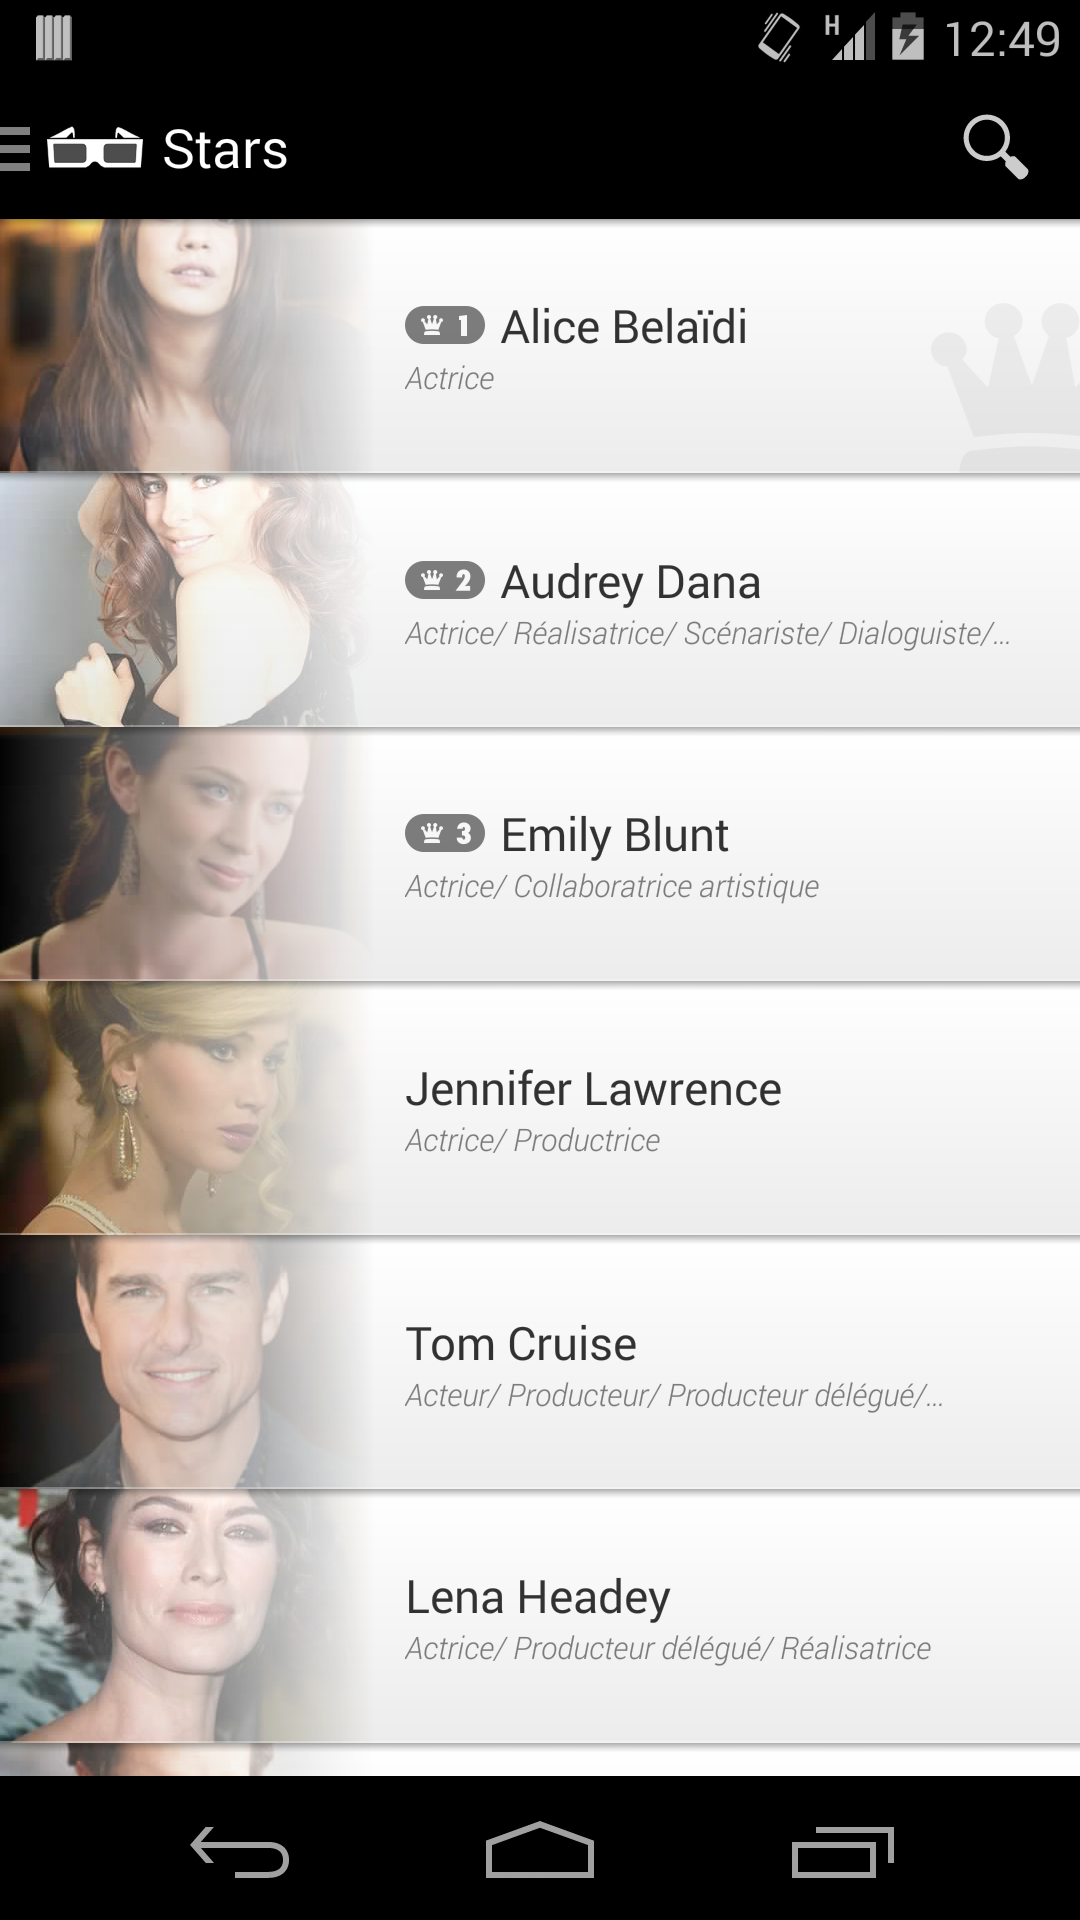 H
12:49
Stars
1 Alice Belaïdi
Actrice
2 Audrey Dana
Actrice/ Réalisatrice/ Scénariste/ Dialoguiste/...
3 Emily Blunt
Actrice/ Collaboratrice artistique
Jennifer Lawrence
Actrice/ Productrice
Tom Cruise
Acteur/ Producteur/ Producteur délégué/...
Lena Headey
Actrice/ Producteur délégué/ Réalisatrice